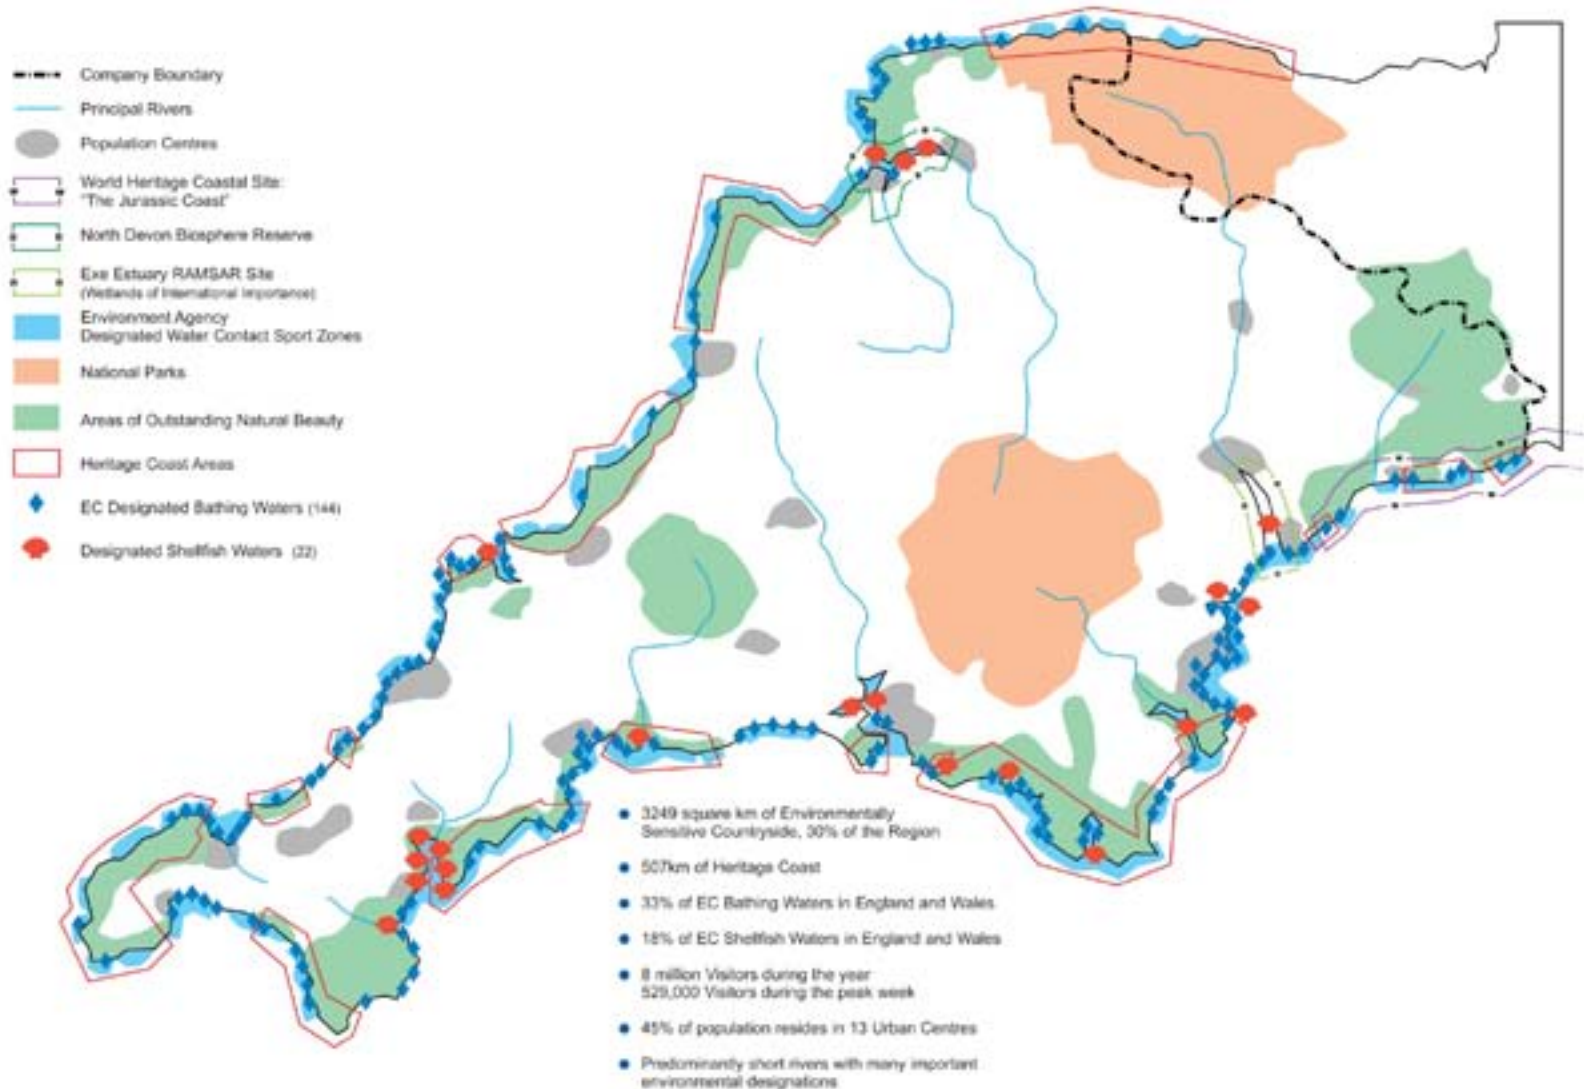 Company Boundary
Principal Rivers
Population Centres
World Heritage Coastal Site:
"The Jurassic Coast"
North Devon Biosphere Reserve
Exe Estuary RAMSAR Site
(Wetlands of International Importance)
Environment Agency
Designated Water Contact Sport Zones
National Parks
Areas of Outstanding Natural Beauty
Heritage Coast Areas
EC Designated Bathing Waters (144)
Designated Shellfish Waters (22)
3249 square km of Environmentally
Sensitive Countryside, 30% of the Region
507km of Heritage Coast
33% of EC Bathing Waters in England and Wales
18% of EC Shellfish Waters in England and Wales
8 million Visitors during the year
529,000 Visitors during the peak week
45% of population resides in 13 Urban Centres
Predominantly short rivers with many important
environmental designations